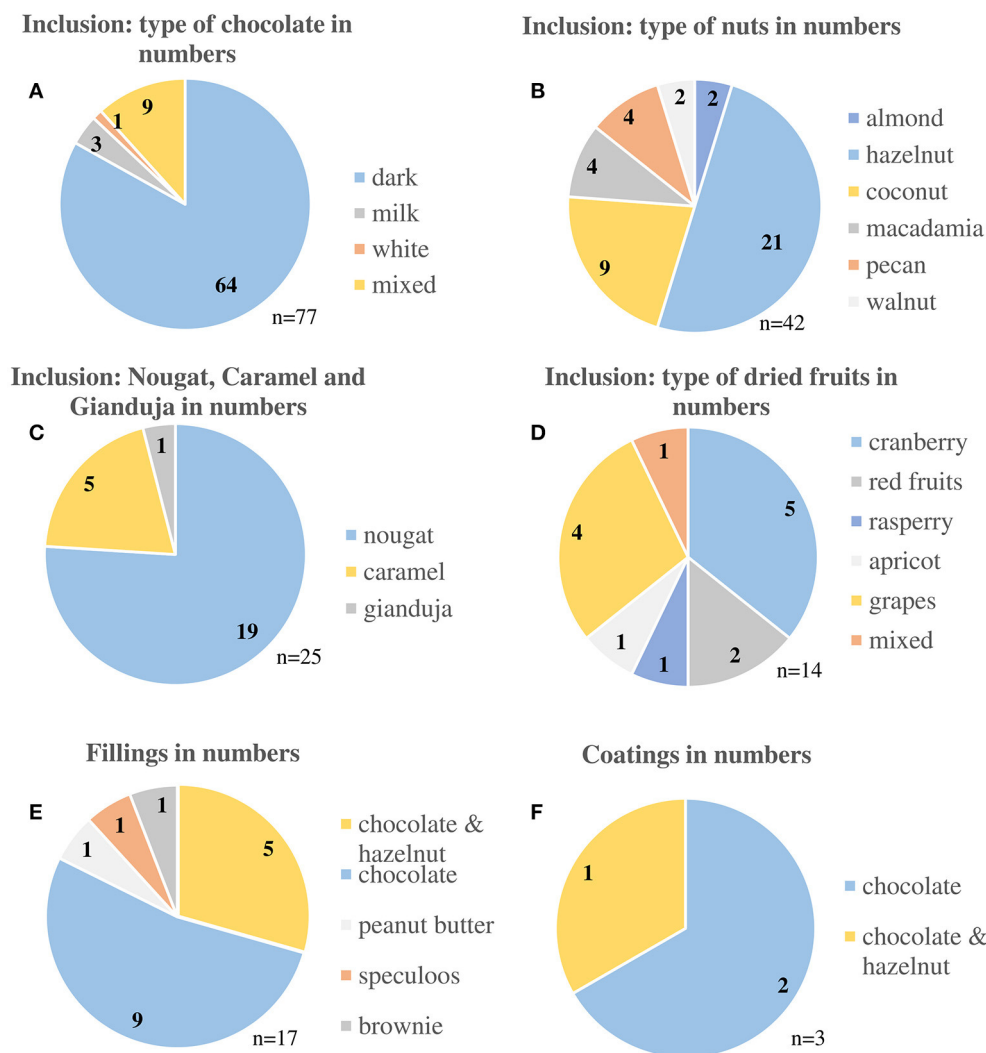 Inclusion: type of chocolate in
numbers
A
9
1
3
64
dark
milk
white
mixed
n=77
Inclusion: type of nuts in numbers
B
2
2
4
4
9
21
almond
hazelnut
coconut
macadamia
pecan
walnut
n=42
Inclusion: Nougat, Caramel and
Gianduja in numbers
C
1
5
19
nougat
caramel
gianduja
n=25
Inclusion: type of dried fruits in
numbers
D
1
5
4
1
1
2
cranberry
red fruits
rasperry
apricot
grapes
mixed
n=14
Fillings in numbers
E
1
1
1
5
9
chocolate &
hazelnut
chocolate
peanut butter
speculoos
brownie
n=17
Coatings in numbers
F
1
2
chocolate
chocolate &
hazelnut
n=3